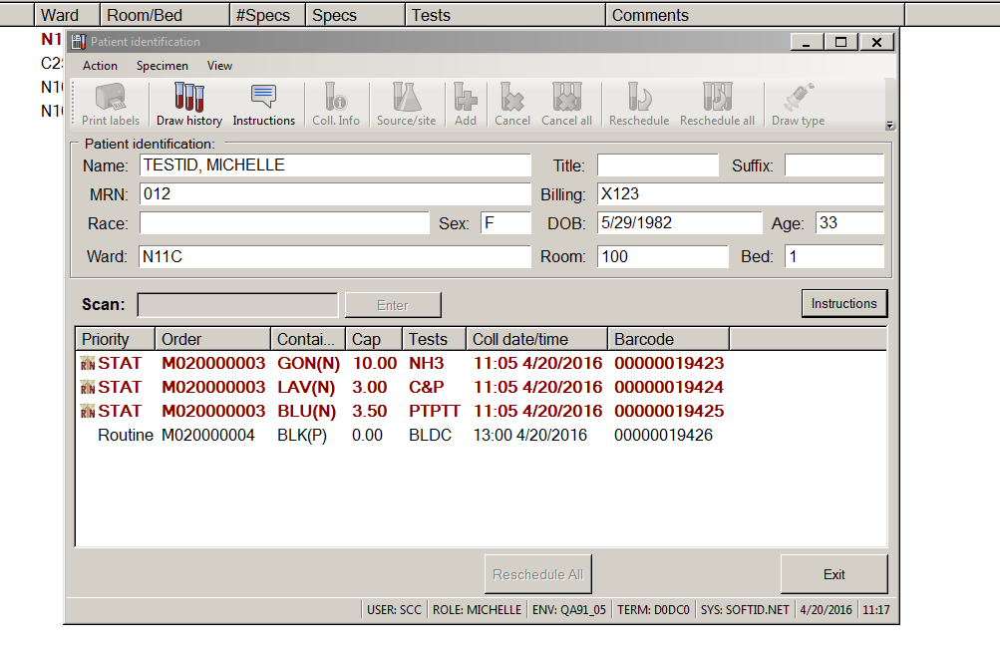 Ward Room/Bed #Specs Specs Tests Comments
Patient identification
Action Specimen View
Print labels Draw history Instructions Coll. Info Source/site Add Cancel Cancel all Reschedule Reschedule all Draw type
Patient identification:
Name: TESTID, MICHELLE Title: Suffix:
MRN: 012 Billing: X123
Race: Sex: F DOB: 5/29/1982 Age: 33
Ward: N11C Room: 100 Bed: 1
Scan: Enter Instructions
Priority Order Contai... Cap Tests Coll date/time Barcode
RN STAT M020000003 GON(N) 10.00 NH3 11:05 4/20/2016 00000019423
RN STAT M020000003 LAV(N) 3.00 C&P 11:05 4/20/2016 00000019424
RN STAT M020000003 BLU(N) 3.50 PTPTT 11:05 4/20/2016 00000019425
Routine M020000004 BLK(P) 0.00 BLDC 13:00 4/20/2016 00000019426
Reschedule All Exit
USER: SCC ROLE: MICHELLE ENV: QA91_05 TERM: D0DC0 SYS: SOFTID.NET 4/20/2016 11:17